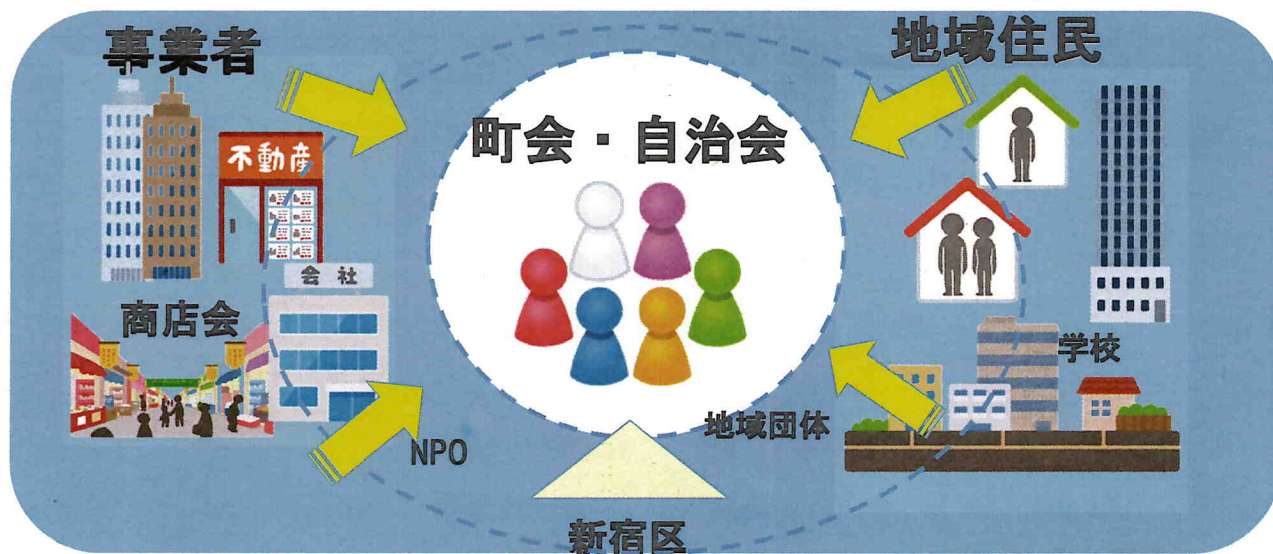 事業者
地域住民
町会・自治会
不動産
会社
商店会
学校
地域団体
NPO
新宿区